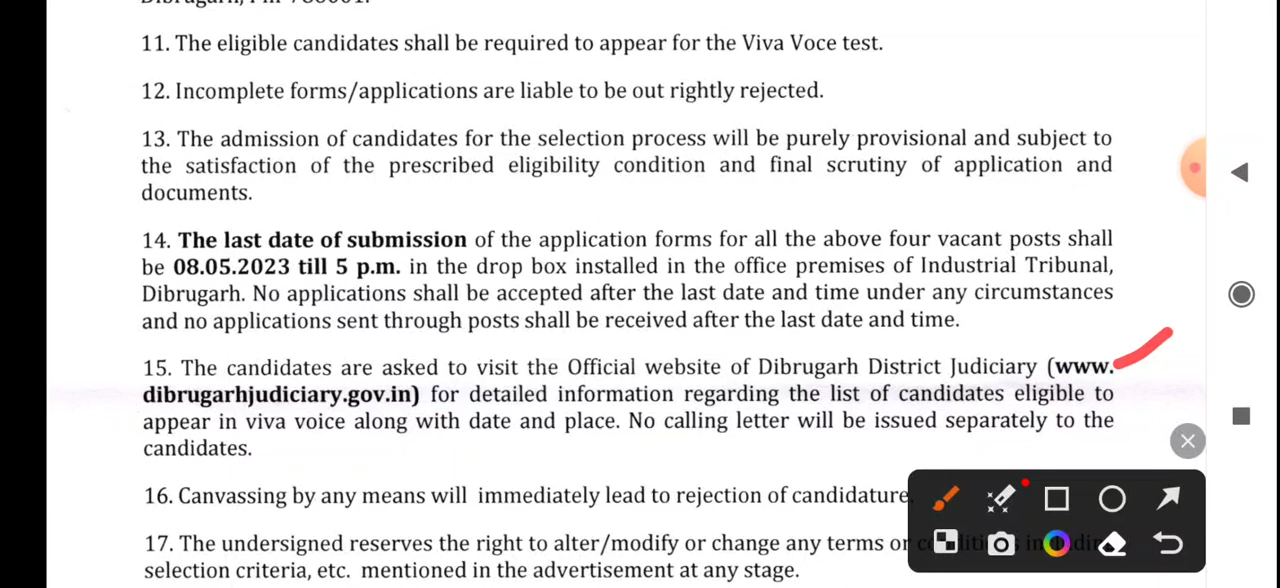 11. The eligible candidates shall be required to appear for the Viva Voce test.
12. Incomplete forms/applications are liable to be out rightly rejected.
13. The admission of candidates for the selection process will be purely provisional and subject to
the satisfaction of the prescribed eligibility condition and final scrutiny of application and
documents.
14. The last date of submission of the application forms for all the above four vacant posts shall
be 08.05.2023 till 5 p.m. in the drop box installed in the office premises of Industrial Tribunal,
Dibrugarh. No applications shall be accepted after the last date and time under any circumstances
and no applications sent through posts shall be received after the last date and time.
15. The candidates are asked to visit the Official website of Dibrugarh District Judiciary (www.
dibrugarhjudiciary.gov.in) for detailed information regarding the list of candidates eligible to
appear in viva voice along with date and place. No calling letter will be issued separately to the
candidates.
16. Canvassing by any means will immediately lead to rejection of candidature.
17. The undersigned reserves the right to alter/modify or change any terms or
selection criteria, etc. mentioned in the advertisement at any stage.